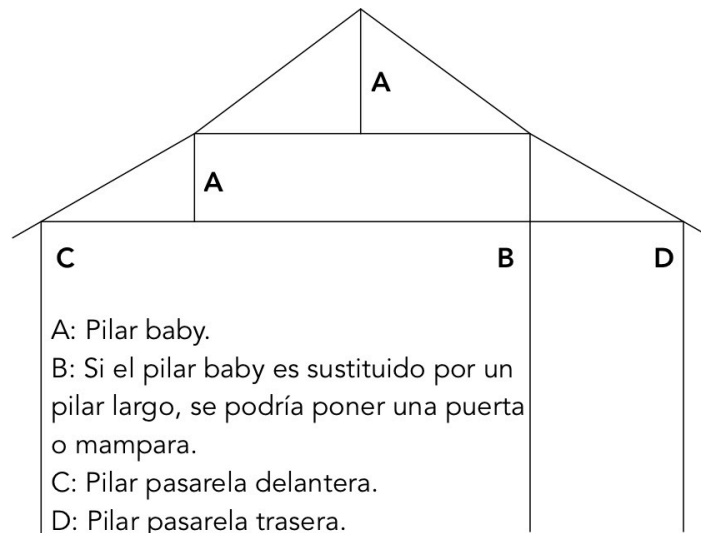 A
A
C
B
D
A: Pilar baby.
B: Si el pilar baby es sustituido por un
pilar largo, se podría poner una puerta
o mampara.
C: Pilar pasarela delantera.
D: Pilar pasarela trasera.